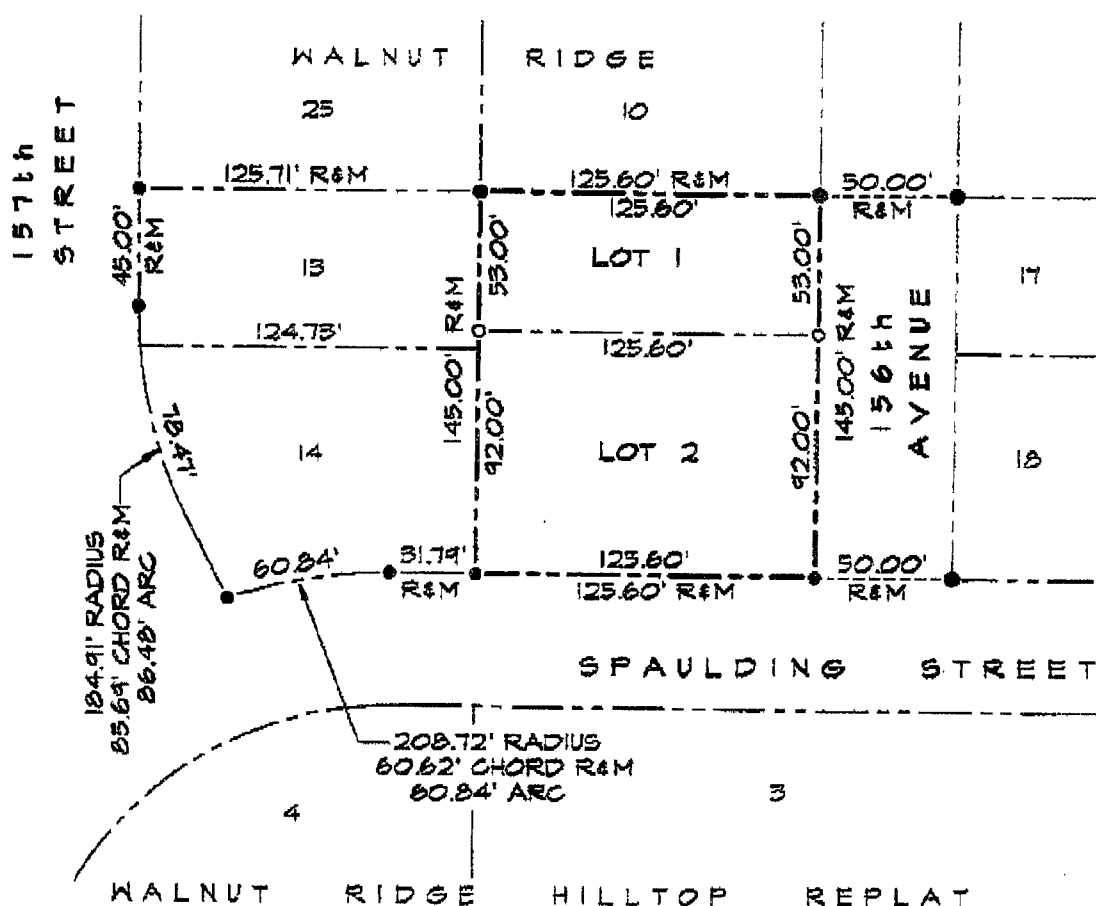 WALNUT RIDGE
25
10
157th
STREET
125.71' R&M
125.60' R&M
125.60'
50.00'
R&M
45.00'
R&M
13
53.00'
LOT 1
53.00'
17
R&M
124.73'
125.60'
145.00'
92.00'
145.00' R&M
156th
AVENUE
14
LOT 2
92.00'
18
184.91' RADIUS
85.69' CHORD R&M
86.48' ARC
60.84'
31.79'
R&M
125.60'
125.60' R&M
50.00'
R&M
SPAULDING STREET
208.72' RADIUS
60.62' CHORD R&M
80.84' ARC
4
3
WALNUT RIDGE HILLTOP REPLAT